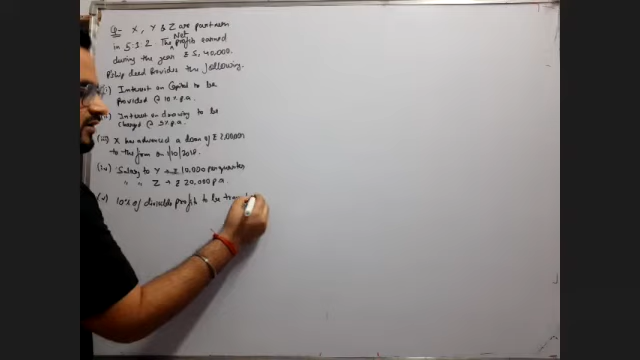 Q- X, Y & Z are partners
in 5:3:2. The Net profits earned
during the year ₹ 5,40,000.
P'ship deed provides the following.
(i) Interest on Capital to be
provided @ 10% p.a.
(ii) Interest on drawing to be
charged @ 5% p.a.
(iii) X has advanced a loan of ₹ 2,00,000
to the firm on 1/10/2018.
(iv) Salary to Y → ₹ 10,000 per quarter
" " Z → ₹ 20,000 p.a.
(v) 10% of divisible profit to be